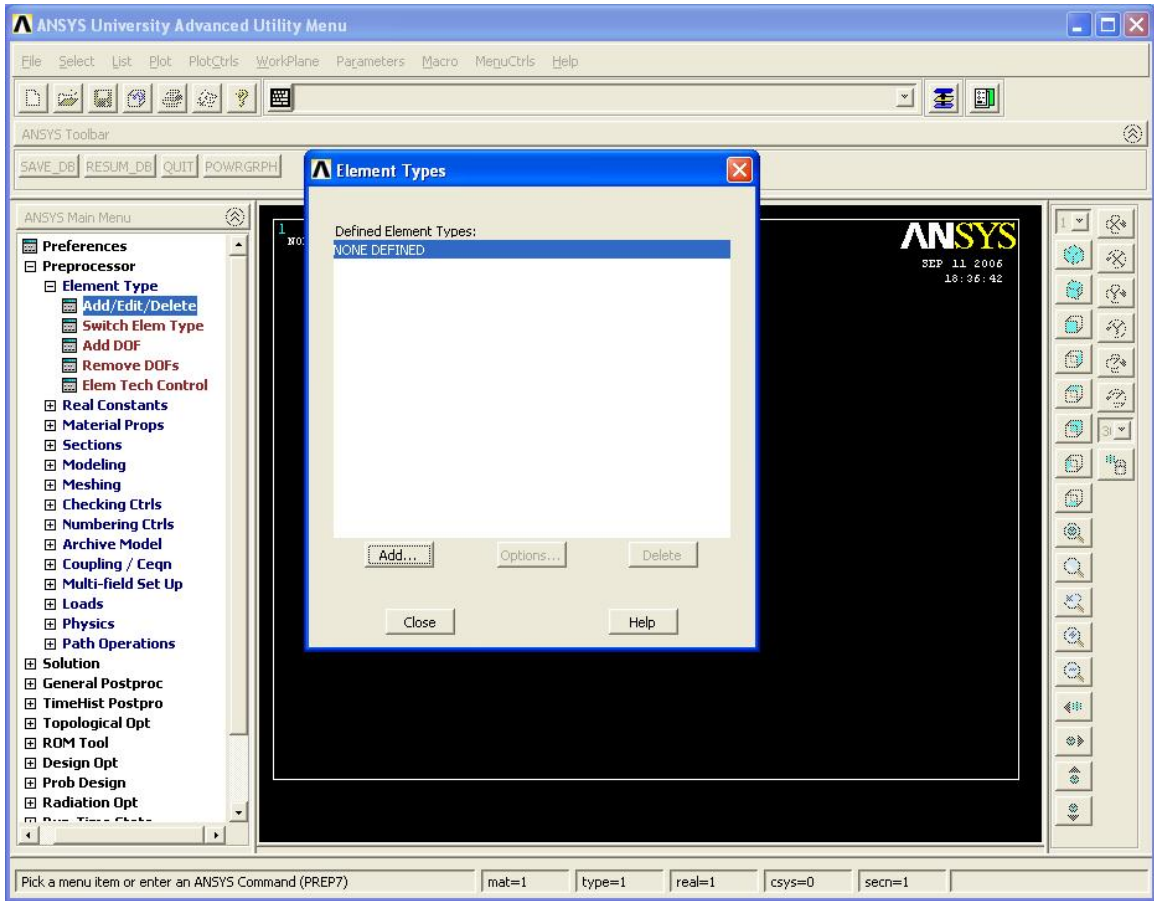 ANSYS University Advanced Utility Menu
File Select List Plot PlotCtrls WorkPlane Parameters Macro MenuCtrls Help
ANSYS Toolbar
SAVE_DB RESUM_DB QUIT POWRGRPH
Element Types
Defined Element Types:
NONE DEFINED
Add... Options... Delete
Close Help
ANSYS Main Menu
Preferences
Preprocessor
Element Type
Add/Edit/Delete
Switch Elem Type
Add DOF
Remove DOFs
Elem Tech Control
Real Constants
Material Props
Sections
Modeling
Meshing
Checking Ctrls
Numbering Ctrls
Archive Model
Coupling / Ceqn
Multi-field Set Up
Loads
Physics
Path Operations
Solution
General Postproc
TimeHist Postpro
Topological Opt
ROM Tool
Design Opt
Prob Design
Radiation Opt
1
ANSYS
SEP 11 2006
18:36:42
1
Pick a menu item or enter an ANSYS Command (PREP7) mat=1 type=1 real=1 csys=0 secn=1